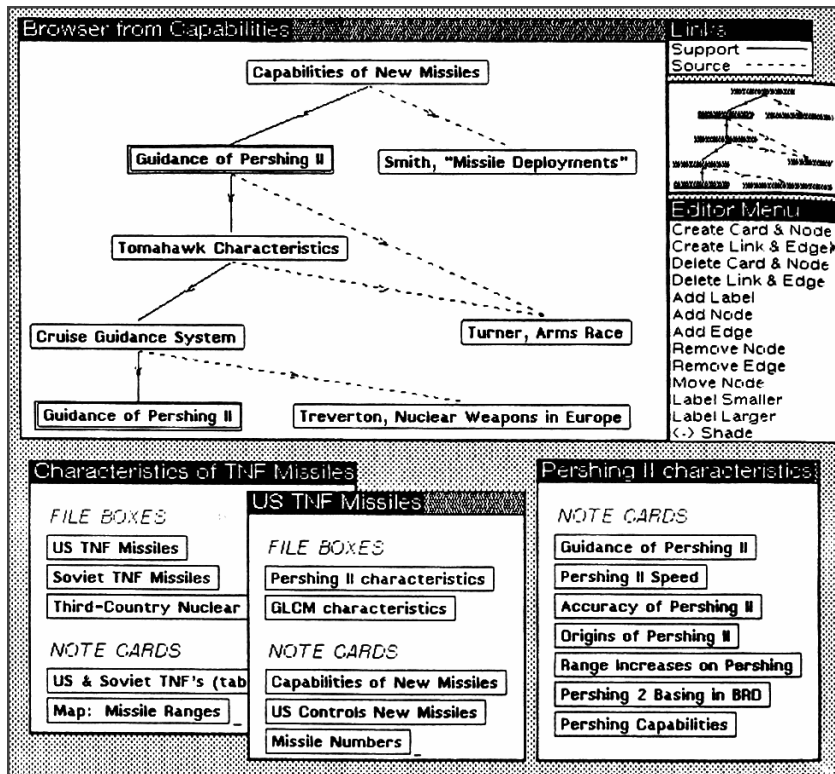 Browser from Capabilities
Capabilities of New Missiles
Guidance of Pershing II
Smith, "Missile Deployments"
Tomahawk Characteristics
Cruise Guidance System
Turner, Arms Race
Guidance of Pershing II
Treverton, Nuclear Weapons in Europe
Links
Support
Source
Editor Menu
Create Card & Node
Create Link & Edge
Delete Card & Node
Delete Link & Edge
Add Label
Add Node
Add Edge
Remove Node
Remove Edge
Move Node
Label Smaller
Label Larger
<-> Shade
Characteristics of TNF Missiles
FILE BOXES
US TNF Missiles
Soviet TNF Missiles
Third-Country Nuclear
NOTE CARDS
US & Soviet TNF's (tab
Map: Missile Ranges _
US TNF Missiles
FILE BOXES
Pershing II characteristics
GLCM characteristics
NOTE CARDS
Capabilities of New Missiles
US Controls New Missiles
Missile Numbers _
Pershing II characteristics
NOTE CARDS
Guidance of Pershing II
Pershing II Speed
Accuracy of Pershing II
Origins of Pershing II
Range Increases on Pershing
Pershing 2 Basing in BRD
Pershing Capabilities